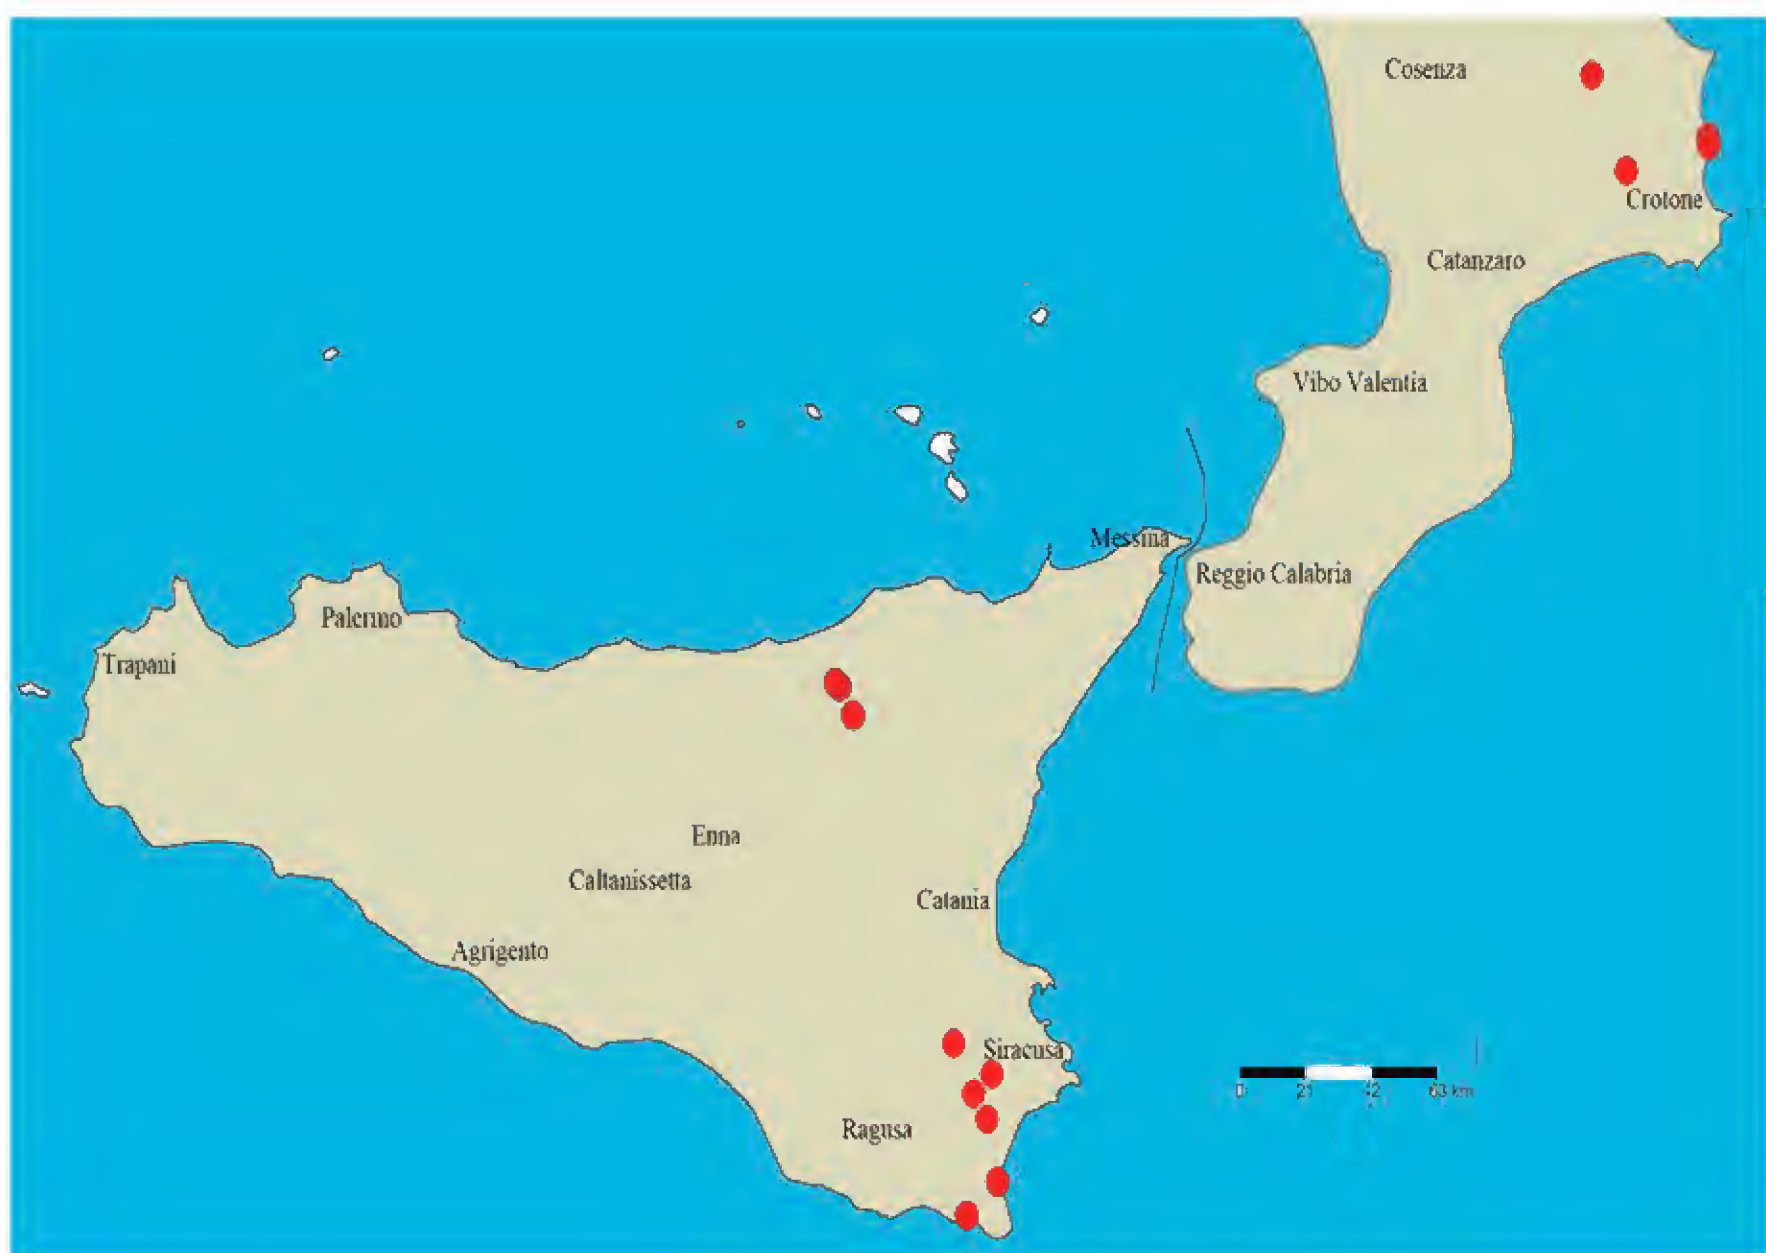 Cosenza
Crotone
Catanzaro
Vibo Valentia
Messina
Reggio Calabria
Palermo
Trapani
Enna
Caltanissetta
Catania
Agrigento
Siracusa
Ragusa
0 21 42 63 km